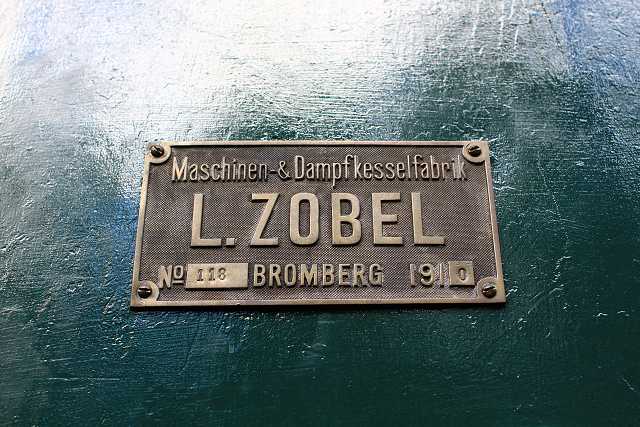 Maschinen-& Dampfkesselfabrik
L. ZOBEL
No 118 BROMBERG 1910